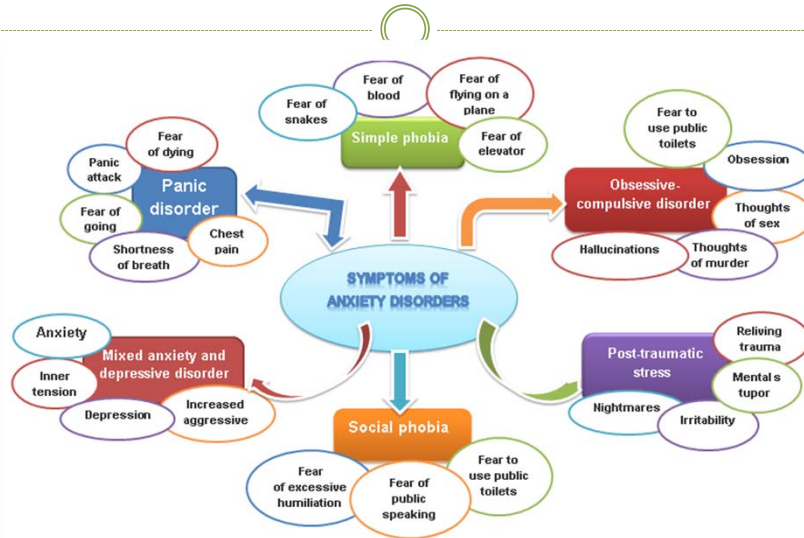 Fear of
snakes
Fear of
blood
Fear of
flying on a
plane
Fear of
elevator
Simple phobia
Fear
of dying
Panic
attack
Panic
disorder
Fear of
going
Shortness
of breath
Chest
pain
Fear to
use public
toilets
Obsession
Obsessive-
compulsive disorder
Thoughts
of sex
Hallucinations
Thoughts
of murder
SYMPTOMS OF
ANXIETY DISORDERS
Anxiety
Mixed anxiety and
depressive disorder
Inner
tension
Depression
Increased
aggressive
Reliving
trauma
Post-traumatic
stress
Mental s
tupor
Nightmares
Irritability
Social phobia
Fear
of excessive
humiliation
Fear of
public
speaking
Fear to
use public
toilets